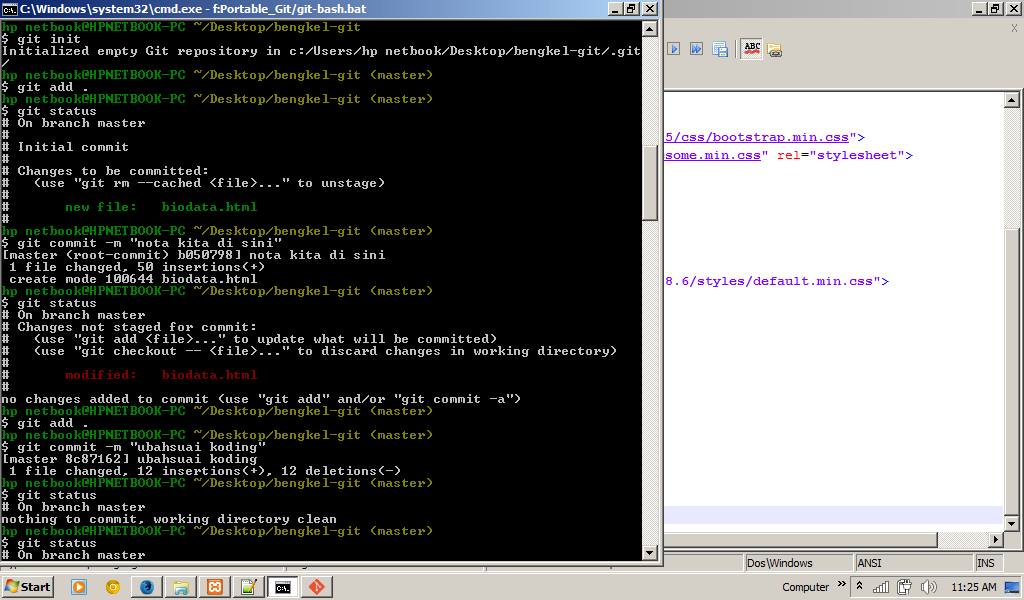 C:\Windows\system32\cmd.exe - f:Portable_Git/git-bash.bat
hp netbook@HPNETBOOK-PC ~/Desktop/bengkel-git
$ git init
Initialized empty Git repository in c:/Users/hp netbook/Desktop/bengkel-git/.git
/
hp netbook@HPNETBOOK-PC ~/Desktop/bengkel-git (master)
$ git add .
hp netbook@HPNETBOOK-PC ~/Desktop/bengkel-git (master)
$ git status
# On branch master
#
# Initial commit
#
# Changes to be committed:
#   (use "git rm --cached <file>..." to unstage)
#
#       new file:   biodata.html
#
hp netbook@HPNETBOOK-PC ~/Desktop/bengkel-git (master)
$ git commit -m "nota kita di sini"
[master (root-commit) b050798] nota kita di sini
 1 file changed, 50 insertions(+)
 create mode 100644 biodata.html
hp netbook@HPNETBOOK-PC ~/Desktop/bengkel-git (master)
$ git status
# On branch master
# Changes not staged for commit:
#   (use "git add <file>..." to update what will be committed)
#   (use "git checkout -- <file>..." to discard changes in working directory)
#
#       modified:   biodata.html
#
no changes added to commit (use "git add" and/or "git commit -a")
hp netbook@HPNETBOOK-PC ~/Desktop/bengkel-git (master)
$ git add .
hp netbook@HPNETBOOK-PC ~/Desktop/bengkel-git (master)
$ git commit -m "ubahsuai koding"
[master 8c87162] ubahsuai koding
 1 file changed, 12 insertions(+), 12 deletions(-)
hp netbook@HPNETBOOK-PC ~/Desktop/bengkel-git (master)
$ git status
# On branch master
nothing to commit, working directory clean
hp netbook@HPNETBOOK-PC ~/Desktop/bengkel-git (master)
$ git status
# On branch master
ABC
5/css/bootstrap.min.css">
some.min.css" rel="stylesheet">
8.6/styles/default.min.css">
Dos\Windows
ANSI
INS
Start
Computer
11:25 AM